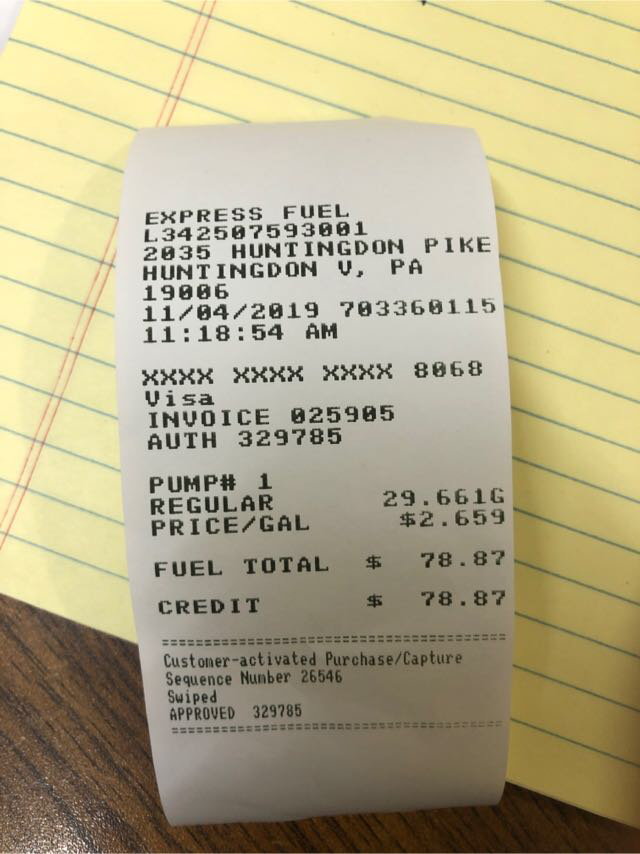 EXPRESS FUEL
L342507593001
2035 HUNTINGDON PIKE
HUNTINGDON V, PA
19006
11/04/2019 703360115
11:18:54 AM
XXXX XXXX XXXX 8068
Visa
INVOICE 025905
AUTH 329785
PUMP# 1
REGULAR 29.661G
PRICE/GAL $2.659
FUEL TOTAL $ 78.87
CREDIT $ 78.87
==========================================
Customer-activated Purchase/Capture
Sequence Number 26546
Swiped
APPROVED 329785
==========================================